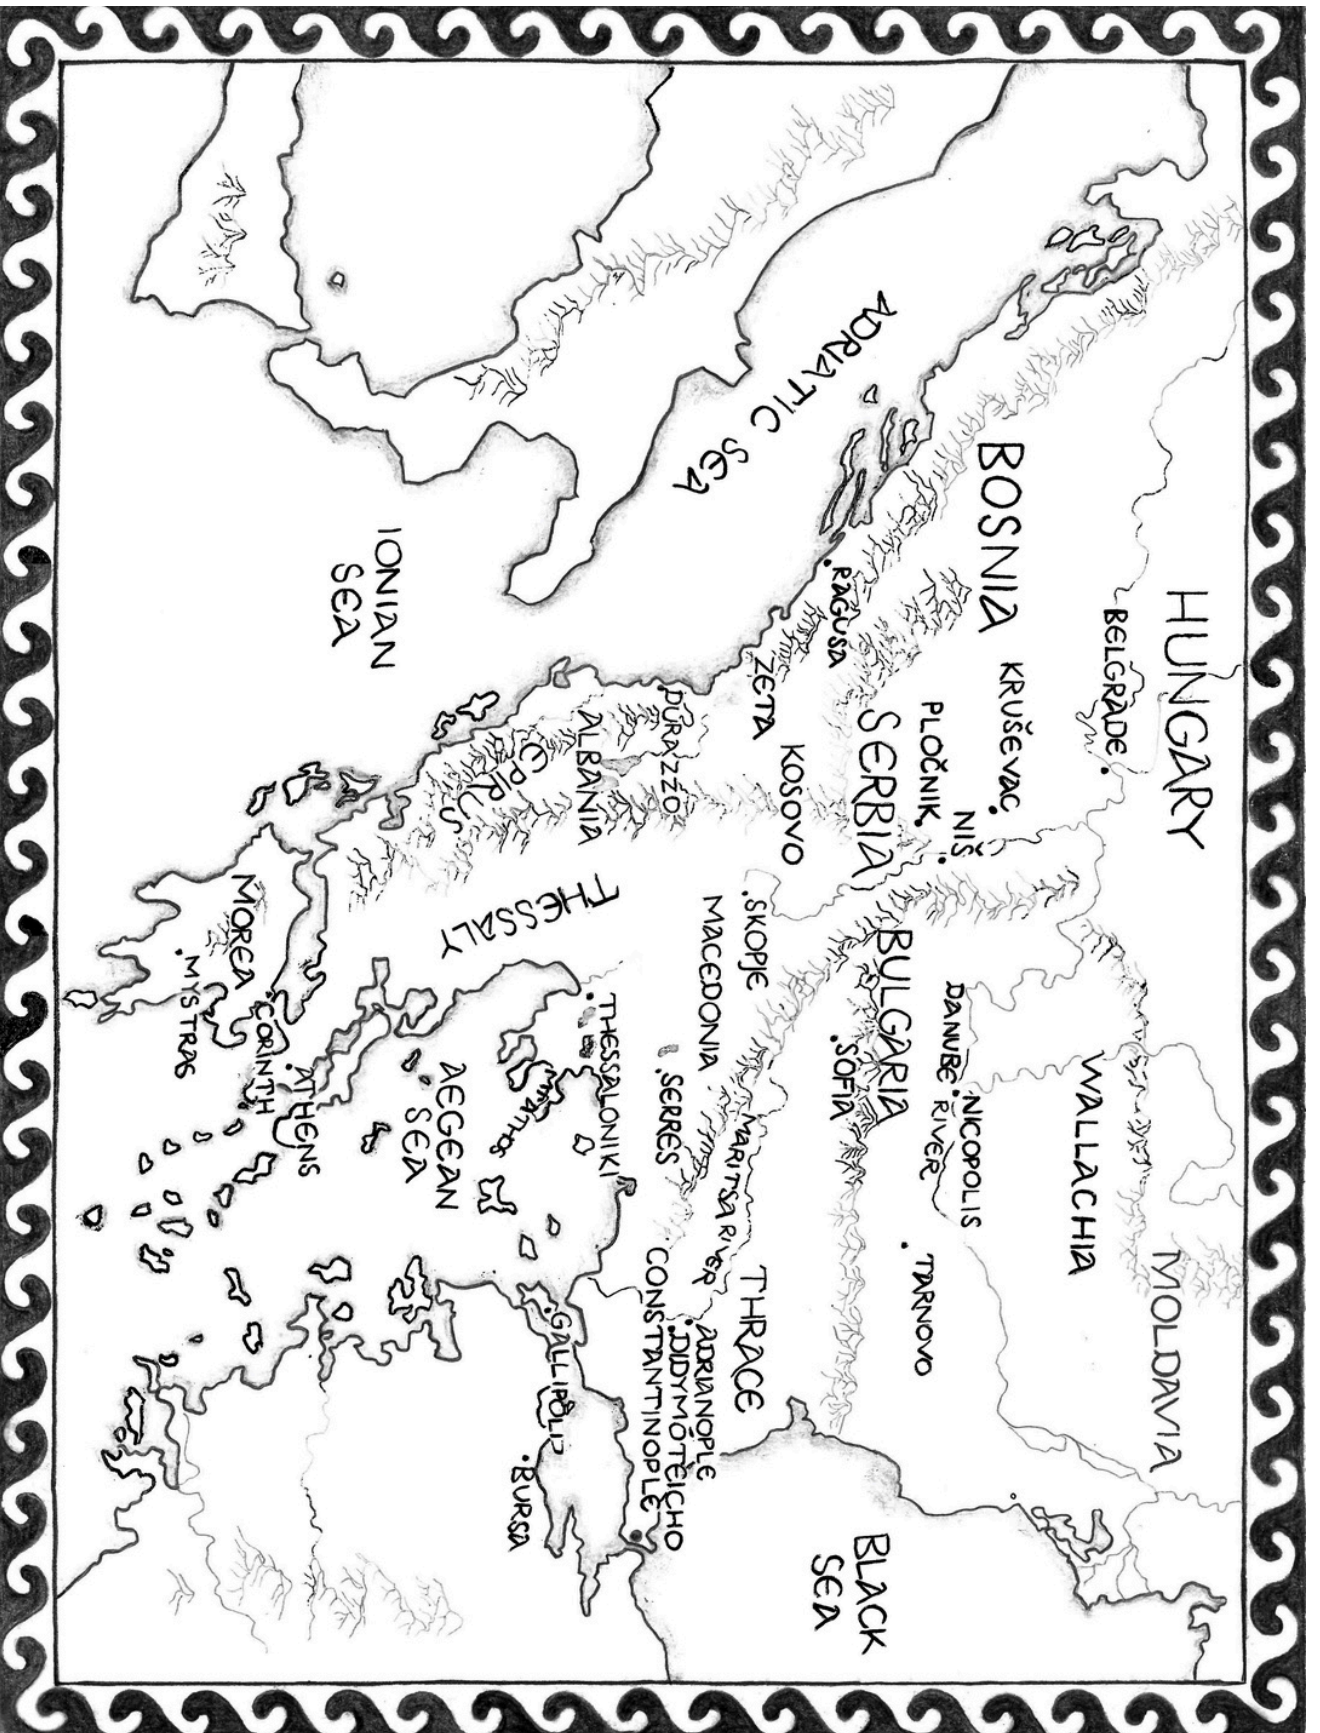 HUNGARY
BELGRADE
BOSNIA
MOLDAVIA
WALLACHIA
KRUŠEVAC
PLOČNIK
NIŠ
DANUBE
RIVER
NICOPOLIS
TARNOVO
ADRIATIC SEA
RAGUSA
SERBIA
BULGARIA
SOFIA
BLACK
SEA
ZETA
KOSOVO
SKOPJE
MACEDONIA
MARITSA RIVER
THRACE
DURAZZO
ALBANIA
SERRES
ADRIANOPLE
DIDYMOTEICHO
CONSTANTINOPLE
EPIRUS
THESSALY
THESSALONIKI
ATHOS
GALLIPOLI
BURSA
IONIAN
SEA
AEGEAN
SEA
MOREA
CORINTH
ATHENS
MYSTRAS